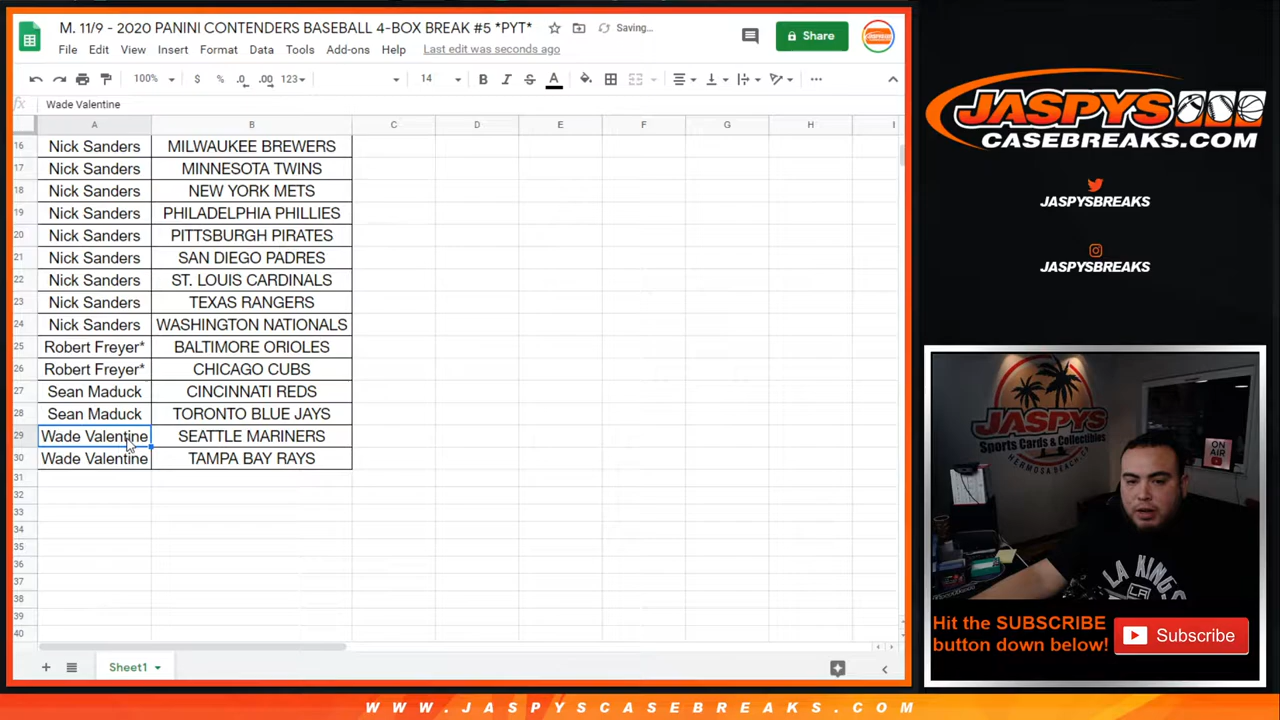 M. 11/9 - 2020 PANINI CONTENDERS BASEBALL 4-BOX BREAK #5 *PYT*
Saving...
Share
File Edit View Insert Format Data Tools Add-ons Help Last edit was seconds ago
100% $ % .0 .00 123 14 B I S A
fx Wade Valentine
A B C D E F G H I
16 Nick Sanders MILWAUKEE BREWERS
17 Nick Sanders MINNESOTA TWINS
18 Nick Sanders NEW YORK METS
19 Nick Sanders PHILADELPHIA PHILLIES
20 Nick Sanders PITTSBURGH PIRATES
21 Nick Sanders SAN DIEGO PADRES
22 Nick Sanders ST. LOUIS CARDINALS
23 Nick Sanders TEXAS RANGERS
24 Nick Sanders WASHINGTON NATIONALS
25 Robert Freyer* BALTIMORE ORIOLES
26 Robert Freyer* CHICAGO CUBS
27 Sean Maduck CINCINNATI REDS
28 Sean Maduck TORONTO BLUE JAYS
29 Wade Valentine SEATTLE MARINERS
30 Wade Valentine TAMPA BAY RAYS
31
32
33
34
35
36
37
38
39
40
Sheet1
JASPYS
CASEBREAKS.COM
JASPYSBREAKS
JASPYSBREAKS
JASPYS
Sports Cards & Collectibles
HERMOSA BEACH, CA
ON AIR
LA KINGS
LA
Hit the SUBSCRIBE
button down below!
Subscribe
WWW.JASPYSCASEBREAKS.COM